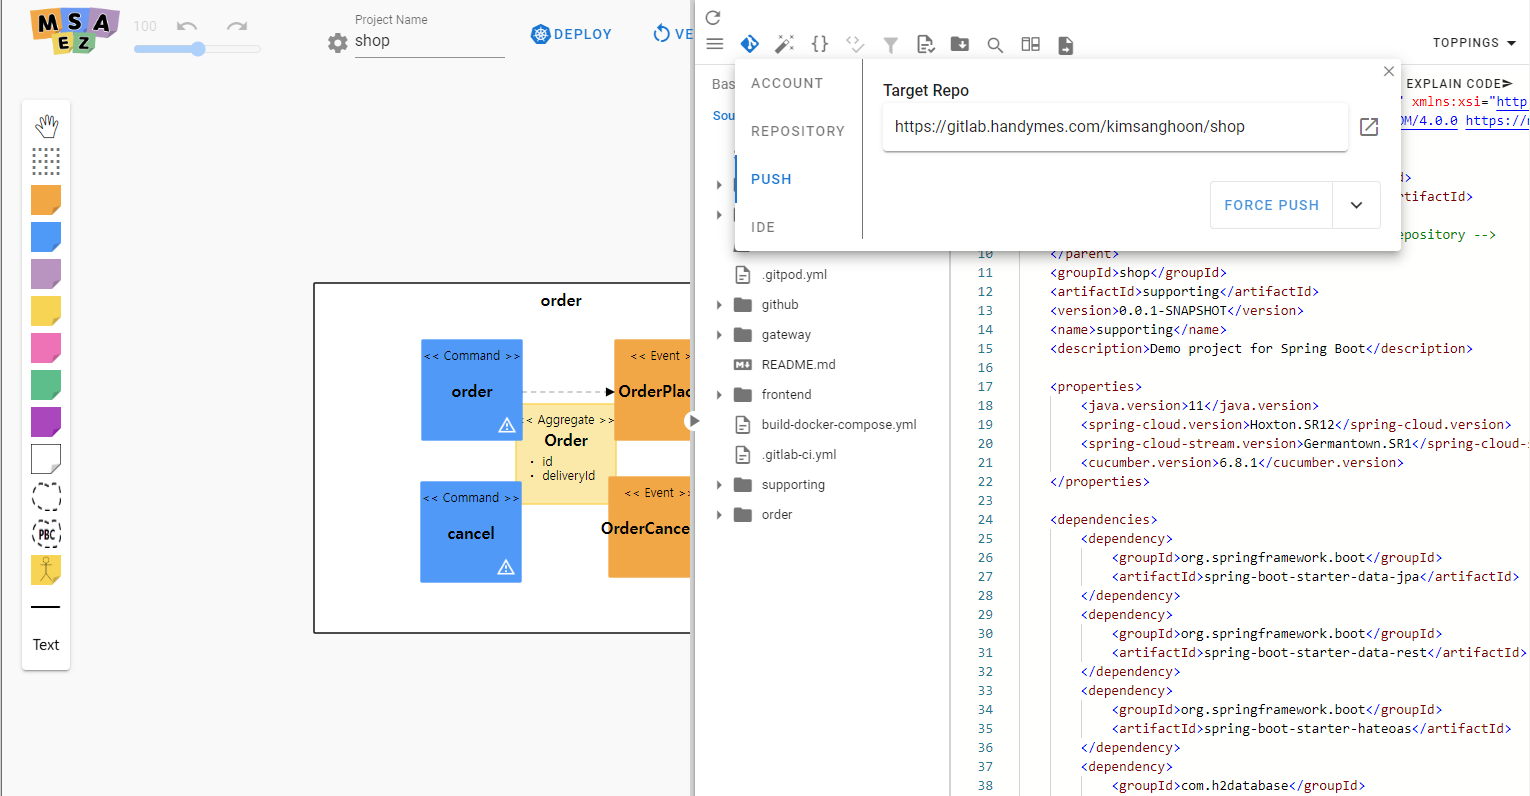 MSA
EZ
100
Project Name
shop
DEPLOY
VE
TOPPINGS
Bas
Sou
ACCOUNT
REPOSITORY
PUSH
IDE
Target Repo
https://gitlab.handymes.com/kimsanghoon/shop
FORCE PUSH
EXPLAIN CODE
" xmlns:xsi="http
OM/4.0.0 https://m
d>
rtifactId>
epository -->
Text
order
<< Command >>
order
<< Event >
OrderPlac
< Aggregate >>
Order
• id
• deliveryId
<< Command >>
cancel
<< Event >>
OrderCance
PBC
.gitpod.yml
github
gateway
README.md
frontend
build-docker-compose.yml
.gitlab-ci.yml
supporting
order
10 </parent>
11 <groupId>shop</groupId>
12 <artifactId>supporting</artifactId>
13 <version>0.0.1-SNAPSHOT</version>
14 <name>supporting</name>
15 <description>Demo project for Spring Boot</description>
16
17 <properties>
18 <java.version>11</java.version>
19 <spring-cloud.version>Hoxton.SR12</spring-cloud.version>
20 <spring-cloud-stream.version>Germantown.SR1</spring-cloud-s
21 <cucumber.version>6.8.1</cucumber.version>
22 </properties>
23
24 <dependencies>
25 <dependency>
26 <groupId>org.springframework.boot</groupId>
27 <artifactId>spring-boot-starter-data-jpa</artifactId>
28 </dependency>
29 <dependency>
30 <groupId>org.springframework.boot</groupId>
31 <artifactId>spring-boot-starter-data-rest</artifactId>
32 </dependency>
33 <dependency>
34 <groupId>org.springframework.boot</groupId>
35 <artifactId>spring-boot-starter-hateoas</artifactId>
36 </dependency>
37 <dependency>
38 <groupId>com.h2database</groupId>